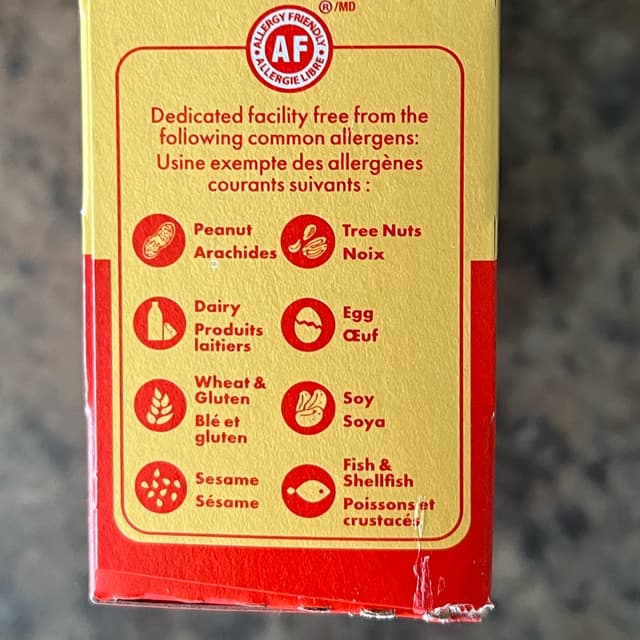 ®/MD
ALLERGY FRIENDLY
AF
ALLERGIE LIBRE
Dedicated facility free from the
following common allergens:
Usine exempte des allergènes
courants suivants :
Peanut
Arachides
Tree Nuts
Noix
Dairy
Produits
laitiers
Egg
Œuf
Wheat &
Gluten
Blé et
gluten
Soy
Soya
Sesame
Sésame
Fish &
Shellfish
Poissons et
crustacés